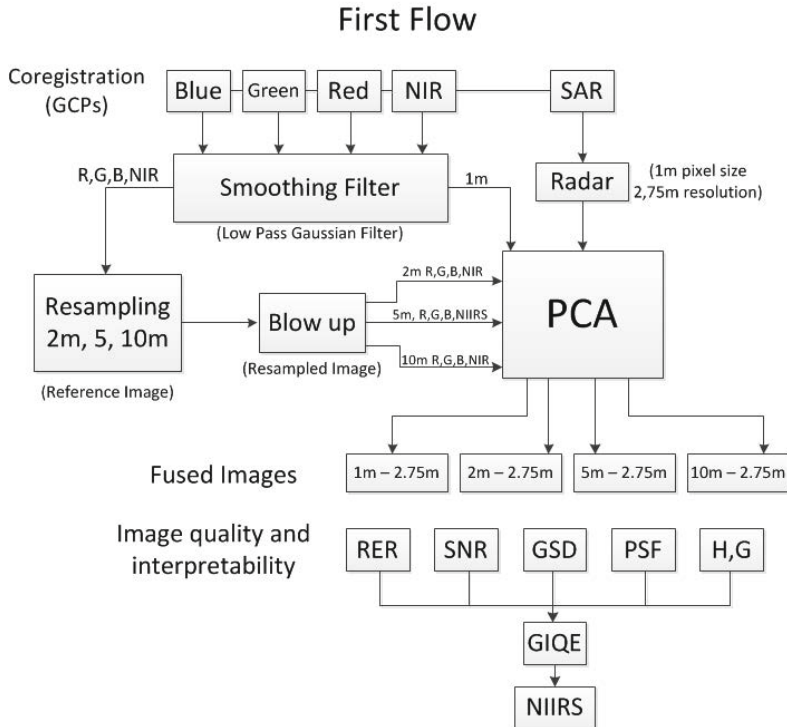 First Flow
Coregistration
(GCPs)
Blue
Green
Red
NIR
SAR
R,G,B,NIR
Smoothing Filter
1m
Radar
(1m pixel size
2,75m resolution)
(Low Pass Gaussian Filter)
Resampling
2m, 5, 10m
(Reference Image)
Blow up
(Resampled Image)
2m R,G,B,NIR
5m, R,G,B,NIIRS
10m R,G,B,NIR
PCA
Fused Images
1m – 2.75m
2m – 2.75m
5m – 2.75m
10m – 2.75m
Image quality and
interpretability
RER
SNR
GSD
PSF
H,G
GIQE
NIIRS